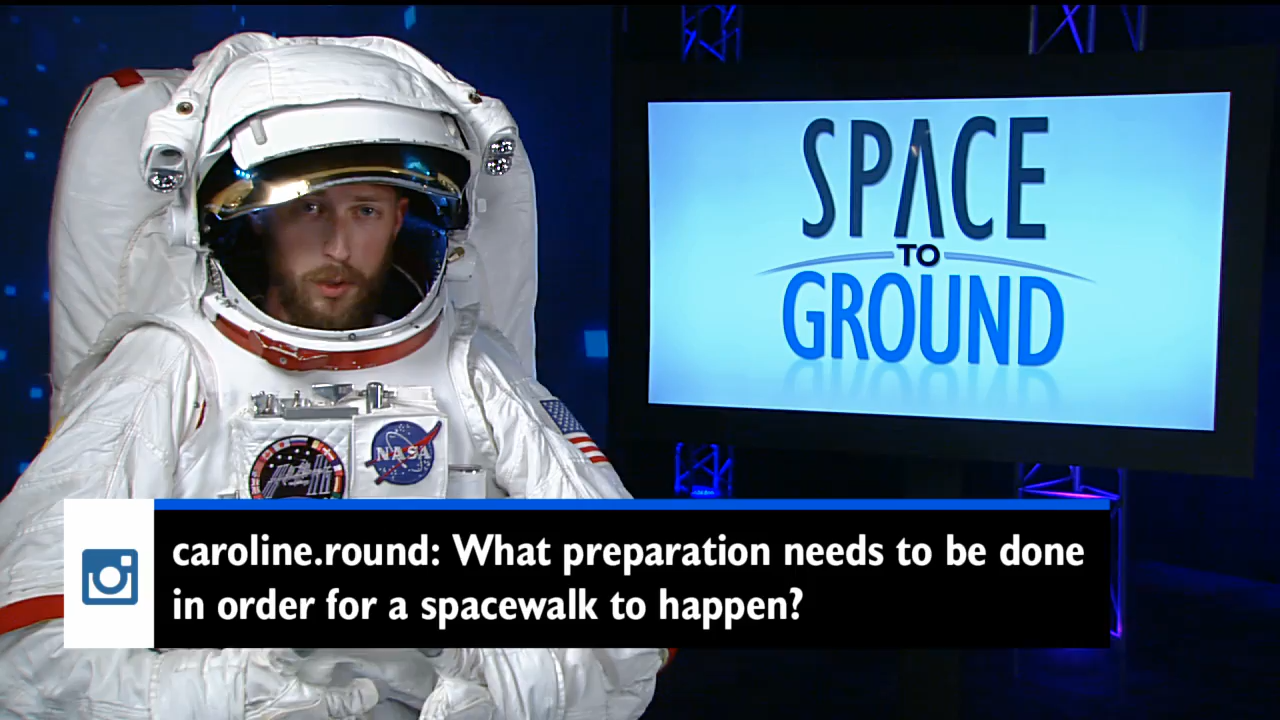 SPACE
TO
GROUND
NASA
caroline.round: What preparation needs to be done
in order for a spacewalk to happen?